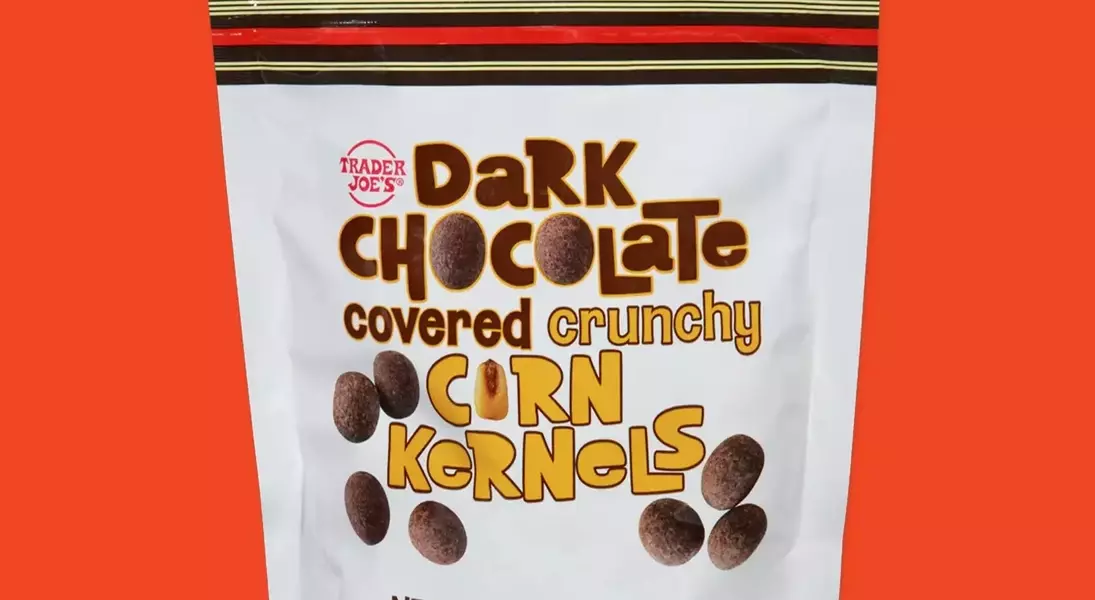 TRADER
JOE'S®
DaRK
CHOCOLaTe
covered crunchy
CORN
KeRNeLS